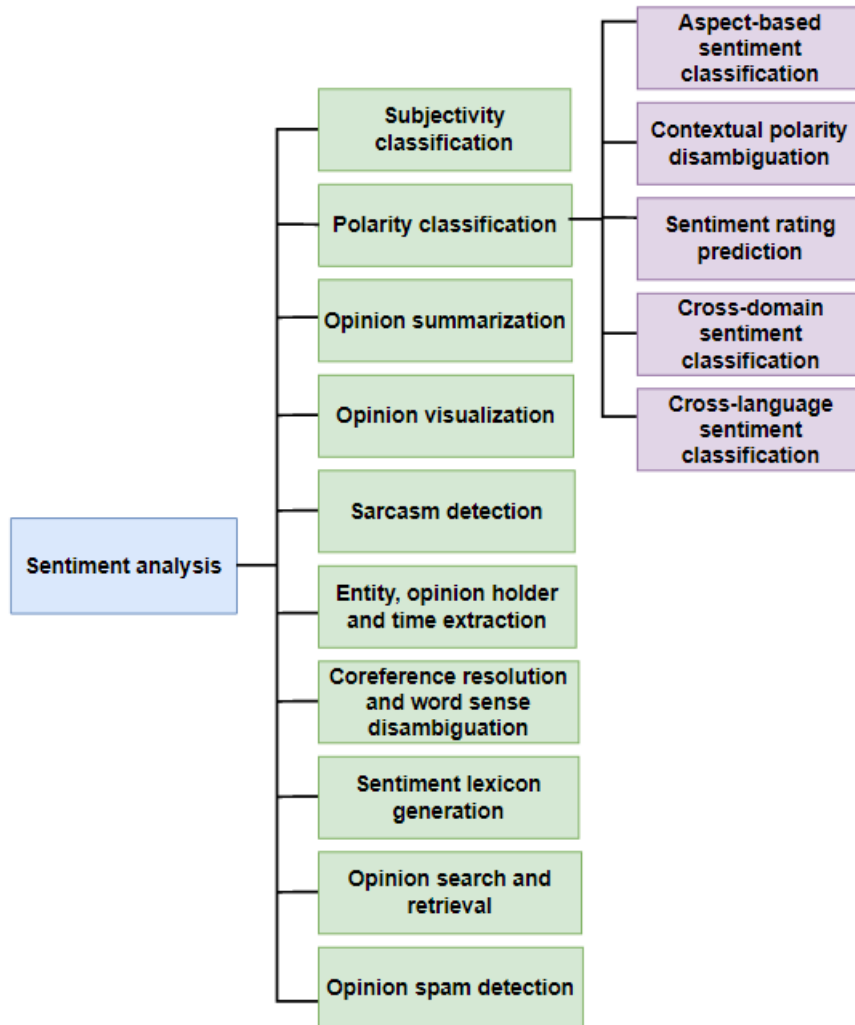 Aspect-based
sentiment
classification
Subjectivity
classification
Contextual polarity
disambiguation
Polarity classification
Sentiment rating
prediction
Opinion summarization
Cross-domain
sentiment
classification
Opinion visualization
Cross-language
sentiment
classification
Sarcasm detection
Sentiment analysis
Entity, opinion holder
and time extraction
Coreference resolution
and word sense
disambiguation
Sentiment lexicon
generation
Opinion search and
retrieval
Opinion spam detection